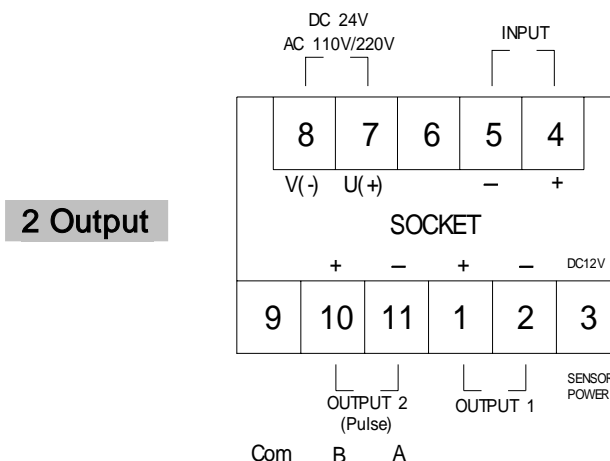 DC 24V
AC 110V/220V
INPUT
8 7 6 5 4
V(-) U(+) – +
2 Output
SOCKET
+ – + – DC12V
9 10 11 1 2 3
SENSOR
POWER
OUTPUT 2
(Pulse)
OUTPUT 1
Com B A